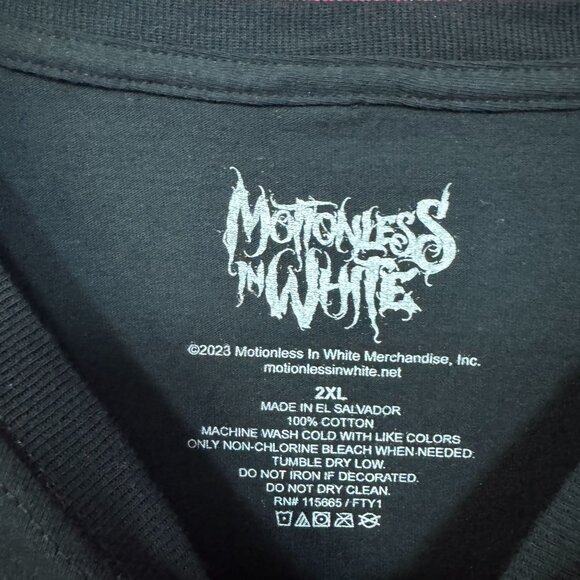 MOTIONLESS
IN WHITE
©2023 Motionless In White Merchandise, Inc.
motionlessinwhite.net
2XL
MADE IN EL SALVADOR
100% COTTON
MACHINE WASH COLD WITH LIKE COLORS
ONLY NON-CHLORINE BLEACH WHEN NEEDED.
TUMBLE DRY LOW.
DO NOT IRON IF DECORATED.
DO NOT DRY CLEAN.
RN# 115665 / FTY1